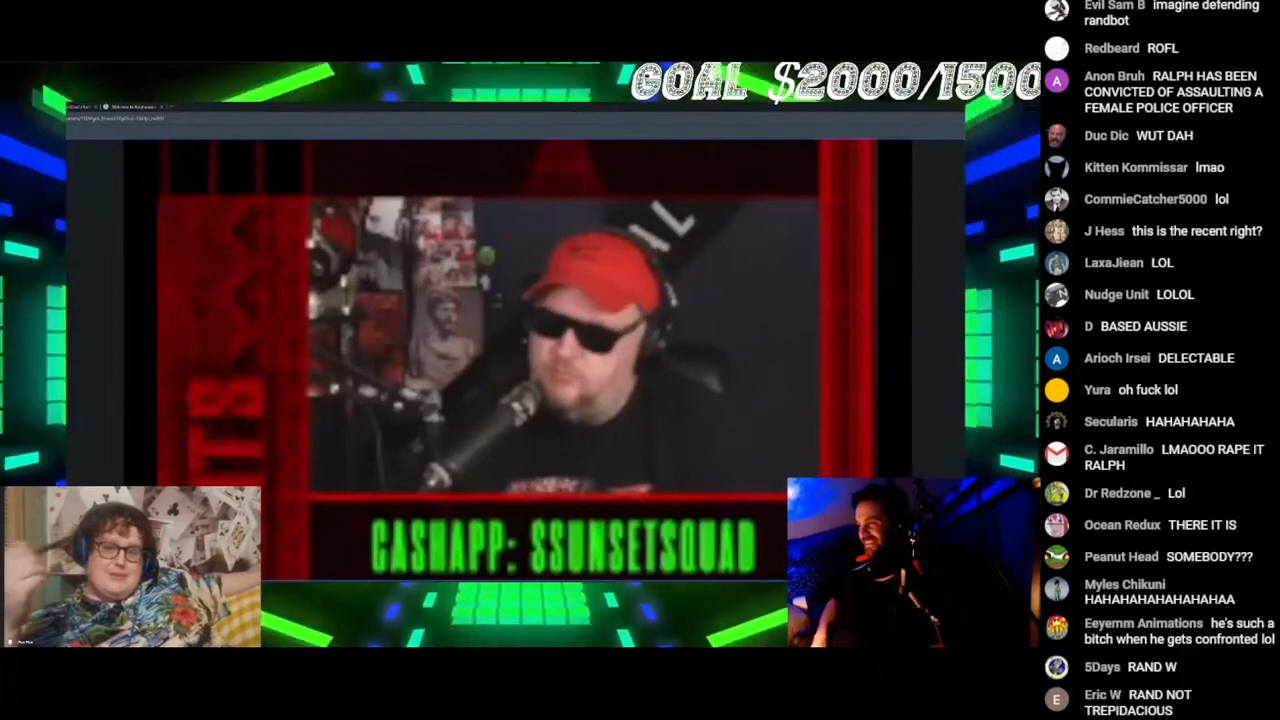 Evil Sam B imagine defending
randbot
Redbeard ROFL
GOAL $2000/1500
A
Anon Bruh RALPH HAS BEEN
CONVICTED OF ASSAULTING A
FEMALE POLICE OFFICER
Duc Dic WUT DAH
Kitten Kommissar lmao
CommieCatcher5000 lol
J Hess this is the recent right?
LaxaJiean LOL
Nudge Unit LOLOL
D BASED AUSSIE
A
Arioch Irsei DELECTABLE
Yura oh fuck lol
Secularis HAHAHAHA
C. Jaramillo LMAOOO RAPE IT
RALPH
Dr Redzone _ Lol
Ocean Redux THERE IT IS
CASHAPP: $SUNSETSQUAD
Peanut Head SOMEBODY???
Myles Chikuni
HAHAHAHAHAHAHAA
Eeyemm Animations he's such a
bitch when he gets confronted lol
5Days RAND W
E
Eric W RAND NOT
TREPIDACIOUS